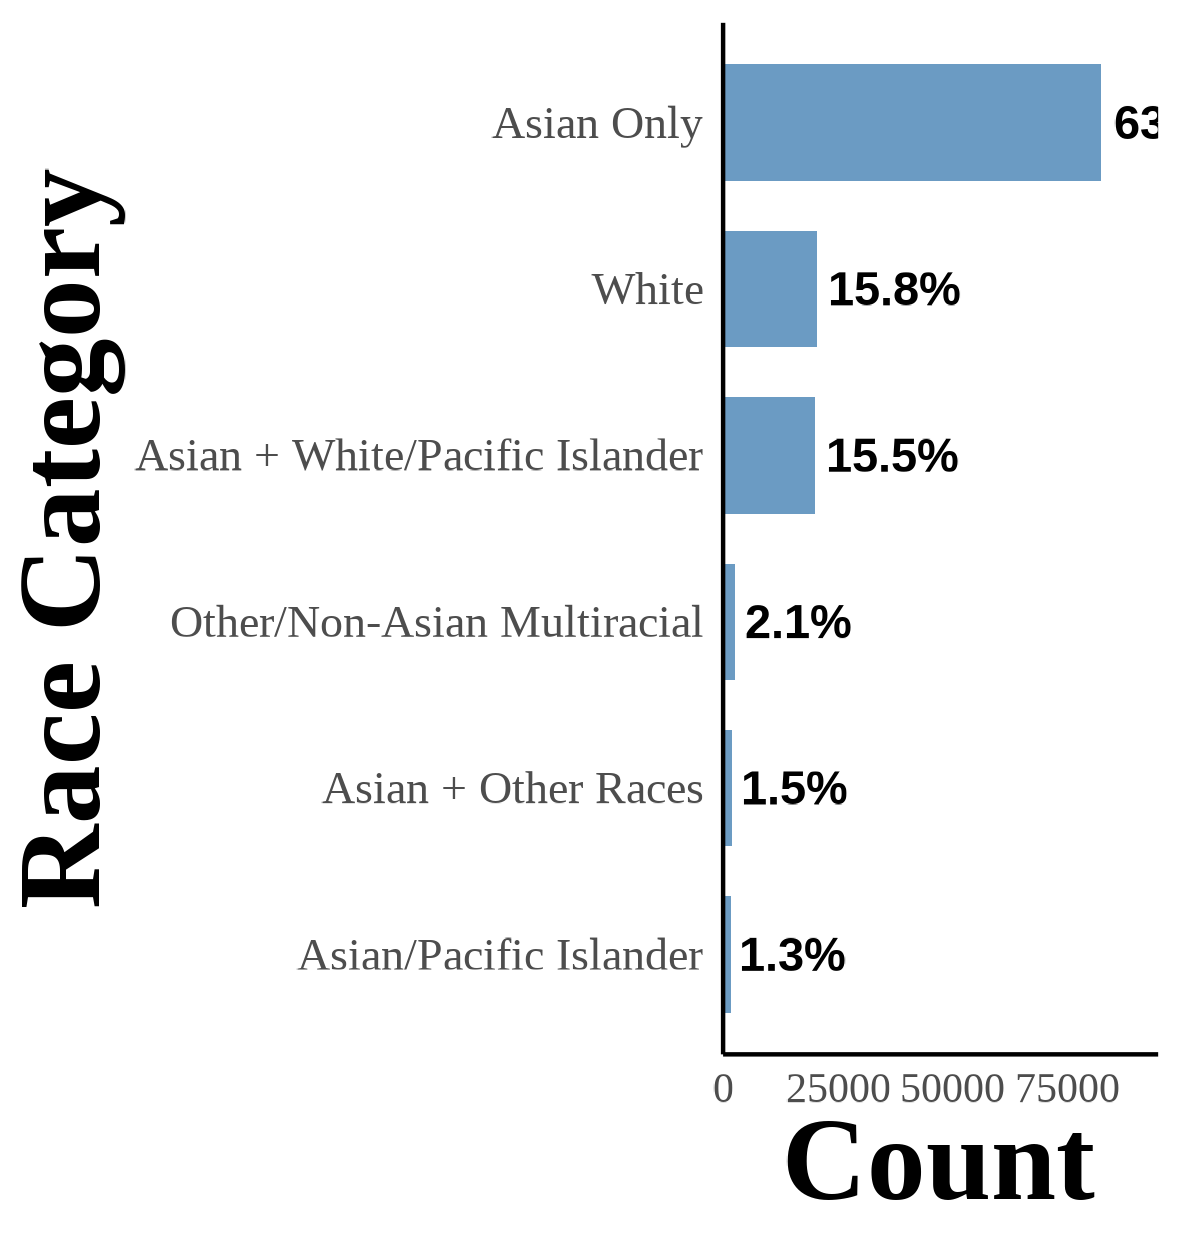 Race Category
Asian Only
63
White
15.8%
Asian + White/Pacific Islander
15.5%
Other/Non-Asian Multiracial
2.1%
Asian + Other Races
1.5%
Asian/Pacific Islander
1.3%
0 25000 50000 75000
Count